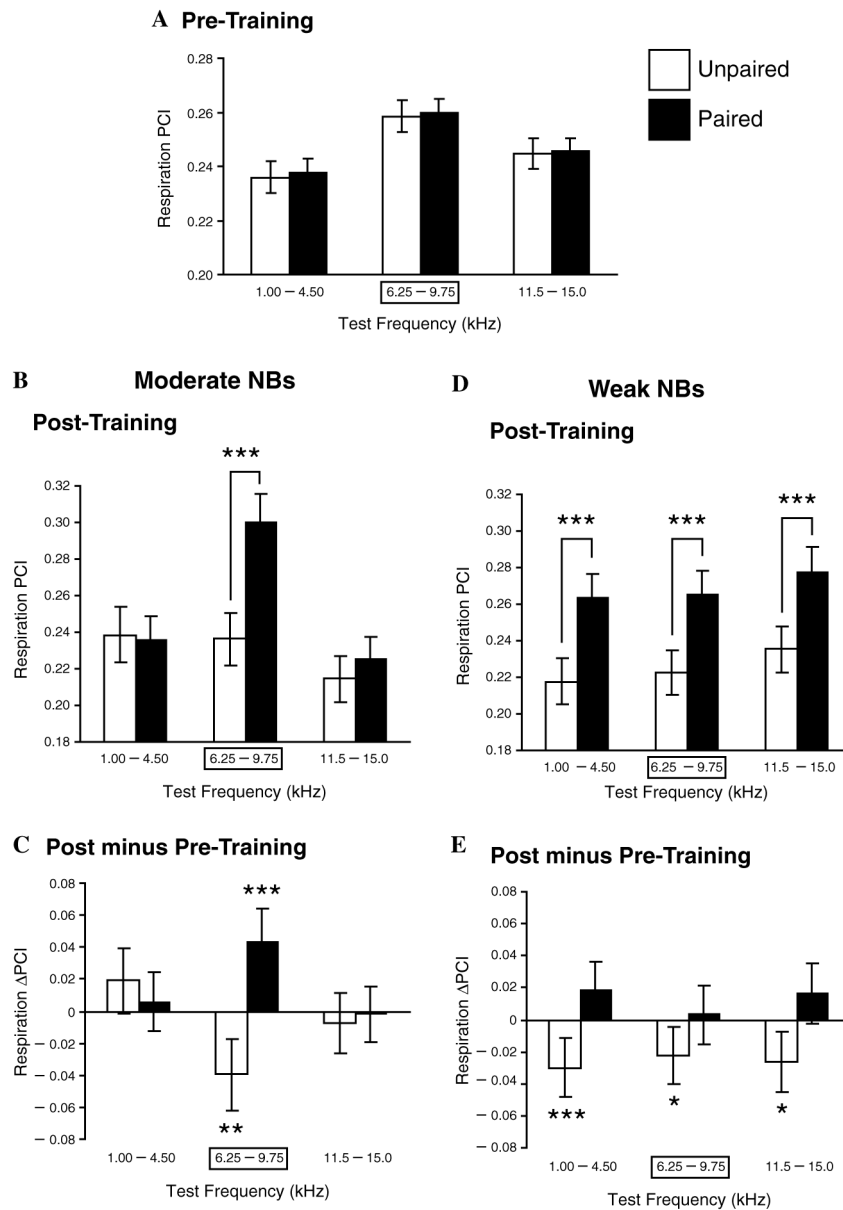 A Pre-Training
Unpaired
Paired
Respiration PCI
0.28
0.26
0.24
0.22
0.20
1.00 – 4.50 6.25 – 9.75 11.5 – 15.0
Test Frequency (kHz)
B Moderate NBs
Post-Training
Respiration PCI
0.32
0.30
0.28
0.26
0.24
0.22
0.20
0.18
***
1.00 – 4.50 6.25 – 9.75 11.5 – 15.0
Test Frequency (kHz)
C Post minus Pre-Training
Respiration ΔPCI
0.08
0.06
0.04
0.02
0
– 0.02
– 0.04
– 0.06
– 0.08
***
**
1.00 – 4.50 6.25 – 9.75 11.5 – 15.0
Test Frequency (kHz)
D Weak NBs
Post-Training
Respiration PCI
0.32
0.30
0.28
0.26
0.24
0.22
0.20
0.18
*** *** ***
1.00 – 4.50 6.25 – 9.75 11.5 – 15.0
Test Frequency (kHz)
E Post minus Pre-Training
Respiration ΔPCI
0.08
0.06
0.04
0.02
0
– 0.02
– 0.04
– 0.06
– 0.08
*** * *
1.00 – 4.50 6.25 – 9.75 11.5 – 15.0
Test Frequency (kHz)